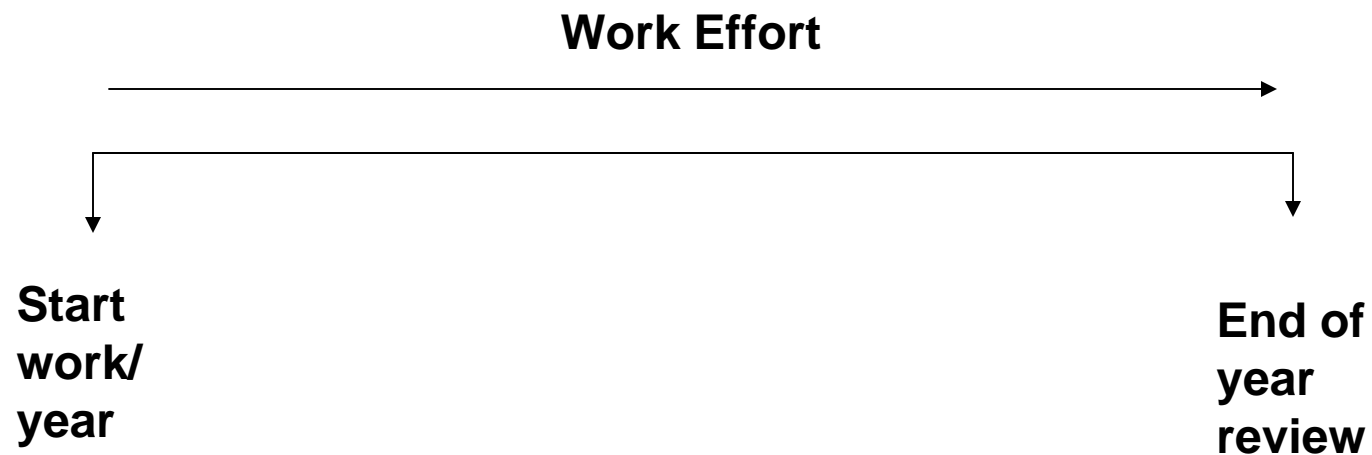 Work Effort
Start
work/
year
End of
year
review